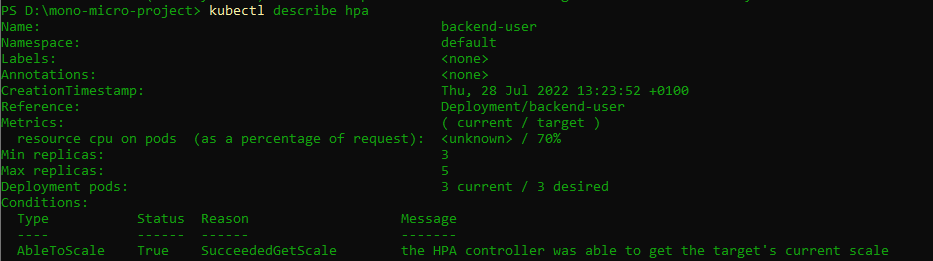 PS D:\mono-micro-project> kubectl describe hpa
Name: backend-user
Namespace: default
Labels: <none>
Annotations: <none>
CreationTimestamp: Thu, 28 Jul 2022 13:23:52 +0100
Reference: Deployment/backend-user
Metrics: ( current / target )
resource cpu on pods (as a percentage of request): <unknown> / 70%
Min replicas: 3
Max replicas: 5
Deployment pods: 3 current / 3 desired
Conditions:
Type Status Reason Message
---- ------ ------ -------
AbleToScale True SucceededGetScale the HPA controller was able to get the target's current scale